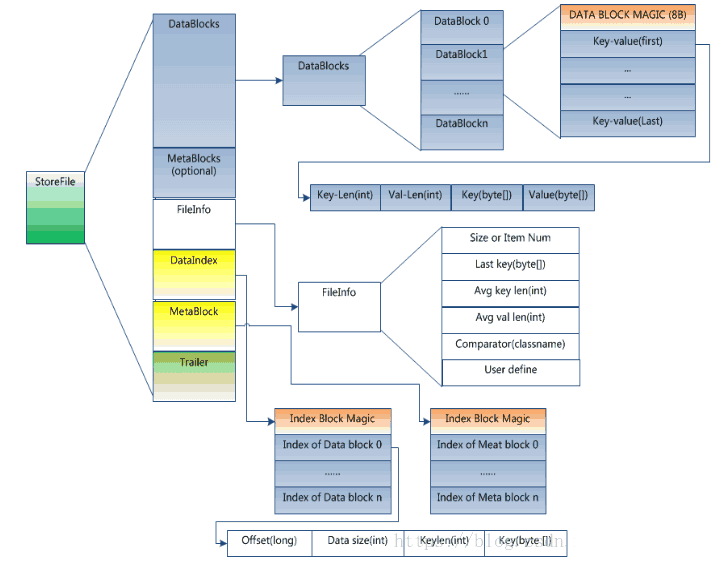 StoreFile
DataBlocks
MetaBlocks
(optional)
FileInfo
DataIndex
MetaBlock
Trailer
DataBlocks
DataBlock 0
DataBlock1
......
DataBlockn
DATA BLOCK MAGIC (8B)
Key-value(first)
...
...
Key-value(Last)
Key-Len(int)
Val-Len(int)
Key(byte[])
Value(byte[])
FileInfo
Size or Item Num
Last key(byte[])
Avg key len(int)
Avg val len(int)
Comparator(classname)
User define
Index Block Magic
Index of Data block 0
......
Index of Data block n
Index Block Magic
Index of Meat block 0
......
Index of Meta block n
Offset(long)
Data size(int)
Keylen(int)
Key(byte[])